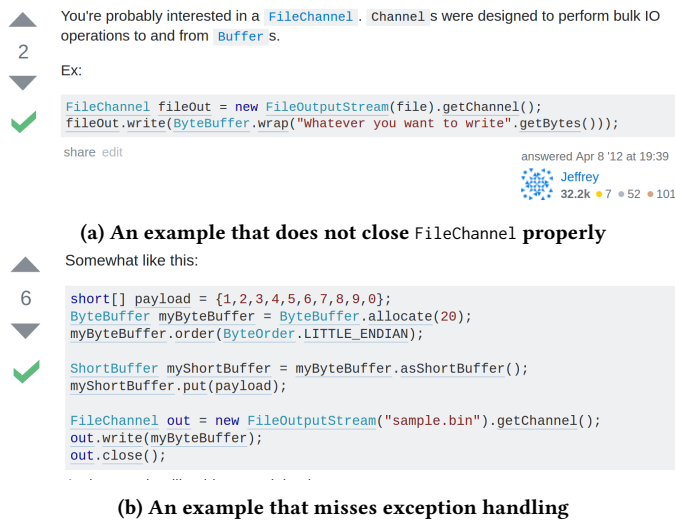 You're probably interested in a FileChannel . Channel s were designed to perform bulk IO
operations to and from Buffer s.
2
Ex:
FileChannel fileOut = new FileOutputStream(file).getChannel();
fileOut.write(ByteBuffer.wrap("Whatever you want to write".getBytes()));
share edit
answered Apr 8 '12 at 19:39
Jeffrey
32.2k 7 52 101
(a) An example that does not close FileChannel properly
Somewhat like this:
6
short[] payload = {1,2,3,4,5,6,7,8,9,0};
ByteBuffer myByteBuffer = ByteBuffer.allocate(20);
myByteBuffer.order(ByteOrder.LITTLE_ENDIAN);
ShortBuffer myShortBuffer = myByteBuffer.asShortBuffer();
myShortBuffer.put(payload);
FileChannel out = new FileOutputStream("sample.bin").getChannel();
out.write(myByteBuffer);
out.close();
(b) An example that misses exception handling